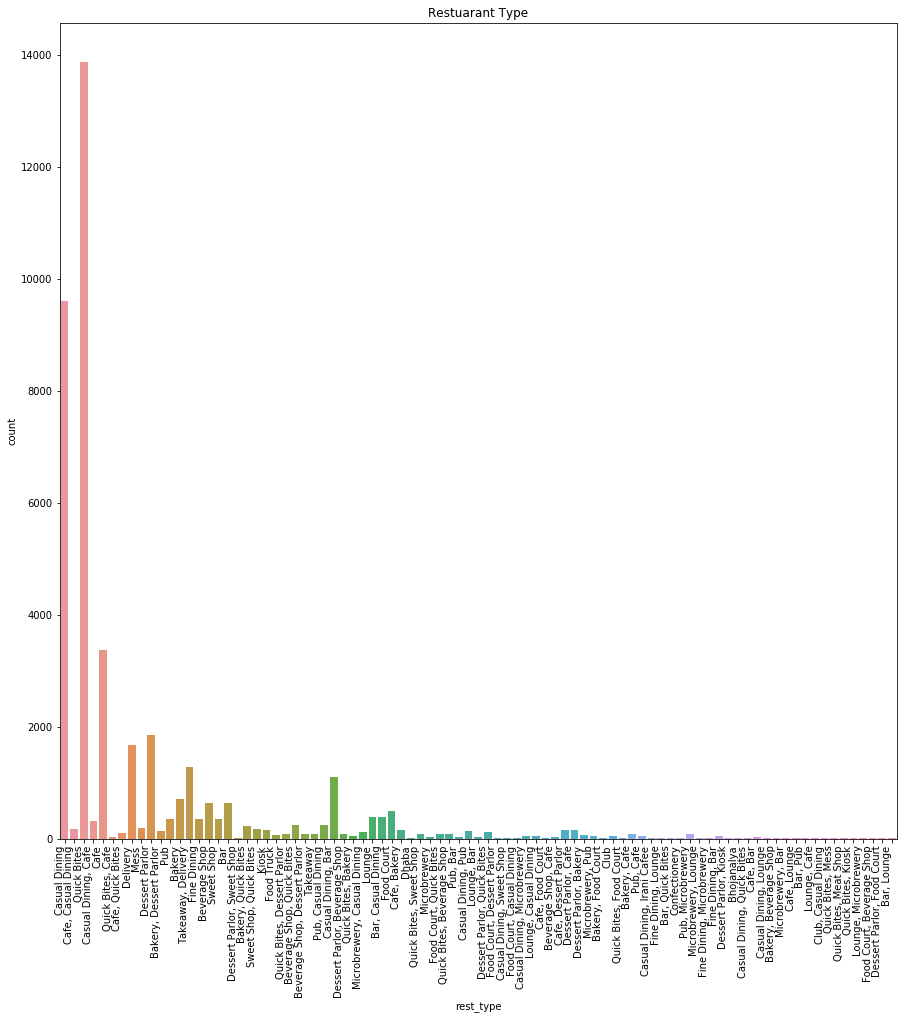 Restuarant Type
14000
12000
10000
8000
6000
4000
2000
0
count
Casual Dining
Cafe, Casual Dining
Quick Bites
Casual Dining, Cafe
Cafe
Quick Bites, Cafe
Cafe, Quick Bites
Delivery
Mess
Dessert Parlor
Bakery, Dessert Parlor
Pub
Bakery
Takeaway, Delivery
Fine Dining
Beverage Shop
Sweet Shop
Bar
Dessert Parlor, Sweet Shop
Bakery, Quick Bites
Sweet Shop, Quick Bites
Kiosk
Food Truck
Quick Bites, Dessert Parlor
Beverage Shop, Quick Bites
Beverage Shop, Dessert Parlor
Takeaway
Pub, Casual Dining
Casual Dining, Bar
Dessert Parlor, Beverage Shop
Quick Bites, Bakery
Microbrewery, Casual Dining
Lounge
Bar, Casual Dining
Food Court
Cafe, Bakery
Dhaba
Quick Bites, Sweet Shop
Microbrewery
Food Court, Quick Bites
Quick Bites, Beverage Shop
Pub, Bar
Casual Dining, Pub
Lounge, Bar
Dessert Parlor, Quick Bites
Food Court, Dessert Parlor
Casual Dining, Sweet Shop
Food Court, Casual Dining
Casual Dining, Microbrewery
Lounge, Casual Dining
Cafe, Food Court
Beverage Shop, Cafe
Cafe, Dessert Parlor
Dessert Parlor, Cafe
Dessert Parlor, Bakery
Microbrewery, Pub
Bakery, Food Court
Club
Quick Bites, Food Court
Bakery, Cafe
Pub, Cafe
Casual Dining, Irani Cafee
Fine Dining, Lounge
Bar, Quick Bites
Confectionery
Pub, Microbrewery
Microbrewery, Lounge
Fine Dining, Microbrewery
Fine Dining, Bar
Dessert Parlor, Kiosk
Bhojanalya
Casual Dining, Quick Bites
Cafe, Bar
Casual Dining, Lounge
Bakery, Beverage Shop
Microbrewery, Bar
Cafe, Lounge
Bar, Pub
Lounge, Cafe
Club, Casual Dining
Quick Bites, Mess
Quick Bites, Meat Shop
Quick Bites, Kiosk
Lounge, Microbrewery
Food Court, Beverage Shop
Dessert Parlor, Food Court
Bar, Lounge
rest_type